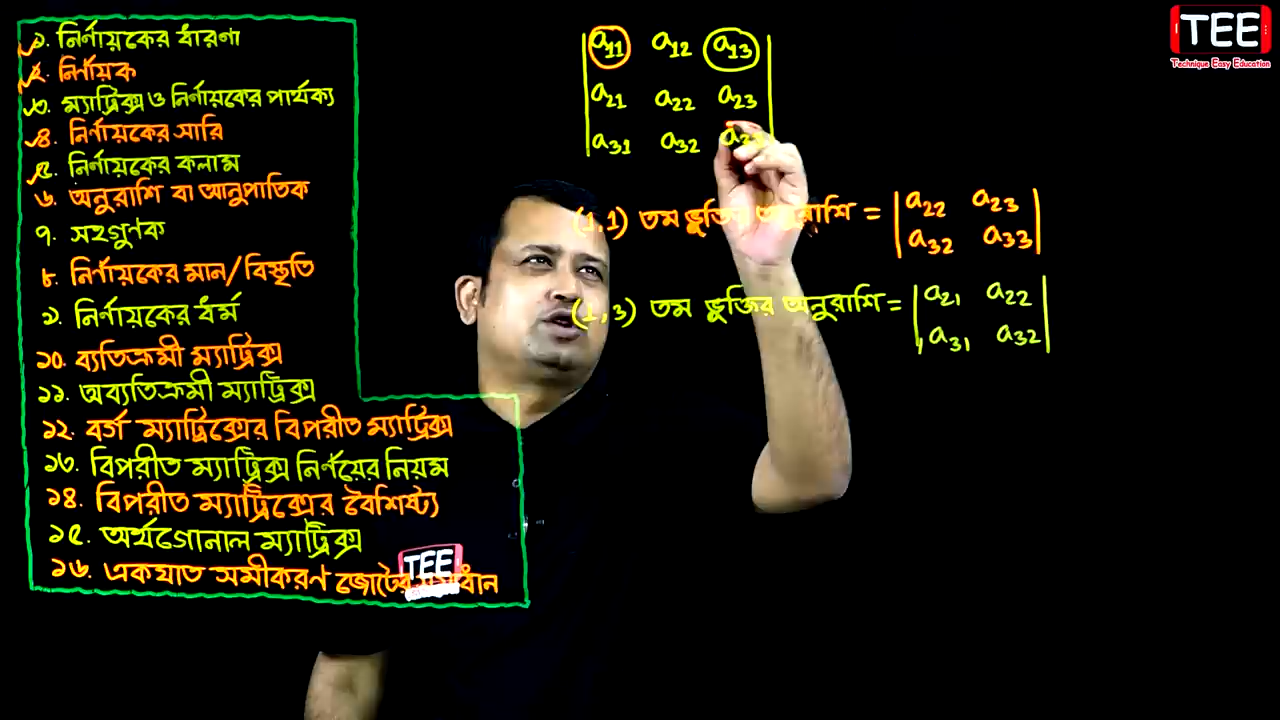 ১. নির্ণায়কের ধারণা
২. নির্ণায়ক
৩. ম্যাট্রিক্স ও নির্ণায়কের পার্থক্য
৪. নির্ণায়কের সারি
৫. নির্ণায়কের কলাম
৬. অনুরাশি বা আনুপাতিক
৭. সহগুণক
৮. নির্ণায়কের মান/বিস্তৃতি
৯. নির্ণায়কের ধর্ম
১০. ব্যতিক্রমী ম্যাট্রিক্স
১১. অব্যতিক্রমী ম্যাট্রিক্স
১২. বর্গ ম্যাট্রিক্সের বিপরীত ম্যাট্রিক্স
১৩. বিপরীত ম্যাট্রিক্স নির্ণয়ের নিয়ম
১৪. বিপরীত ম্যাট্রিক্সের বৈশিষ্ট্য
১৫. অর্থগোনাল ম্যাট্রিক্স
১৬. একঘাত সমীকরণ জোটের
a11 a12 a13
a21 a22 a23
a31 a32
(1,1) তম ভুক্তির অনুরাশি = | a22 a23 |
| a32 a33 |
(1,3) তম ভুক্তির অনুরাশি = | a21 a22 |
| a31 a32 |
TEE
Technique Easy Education
TEE